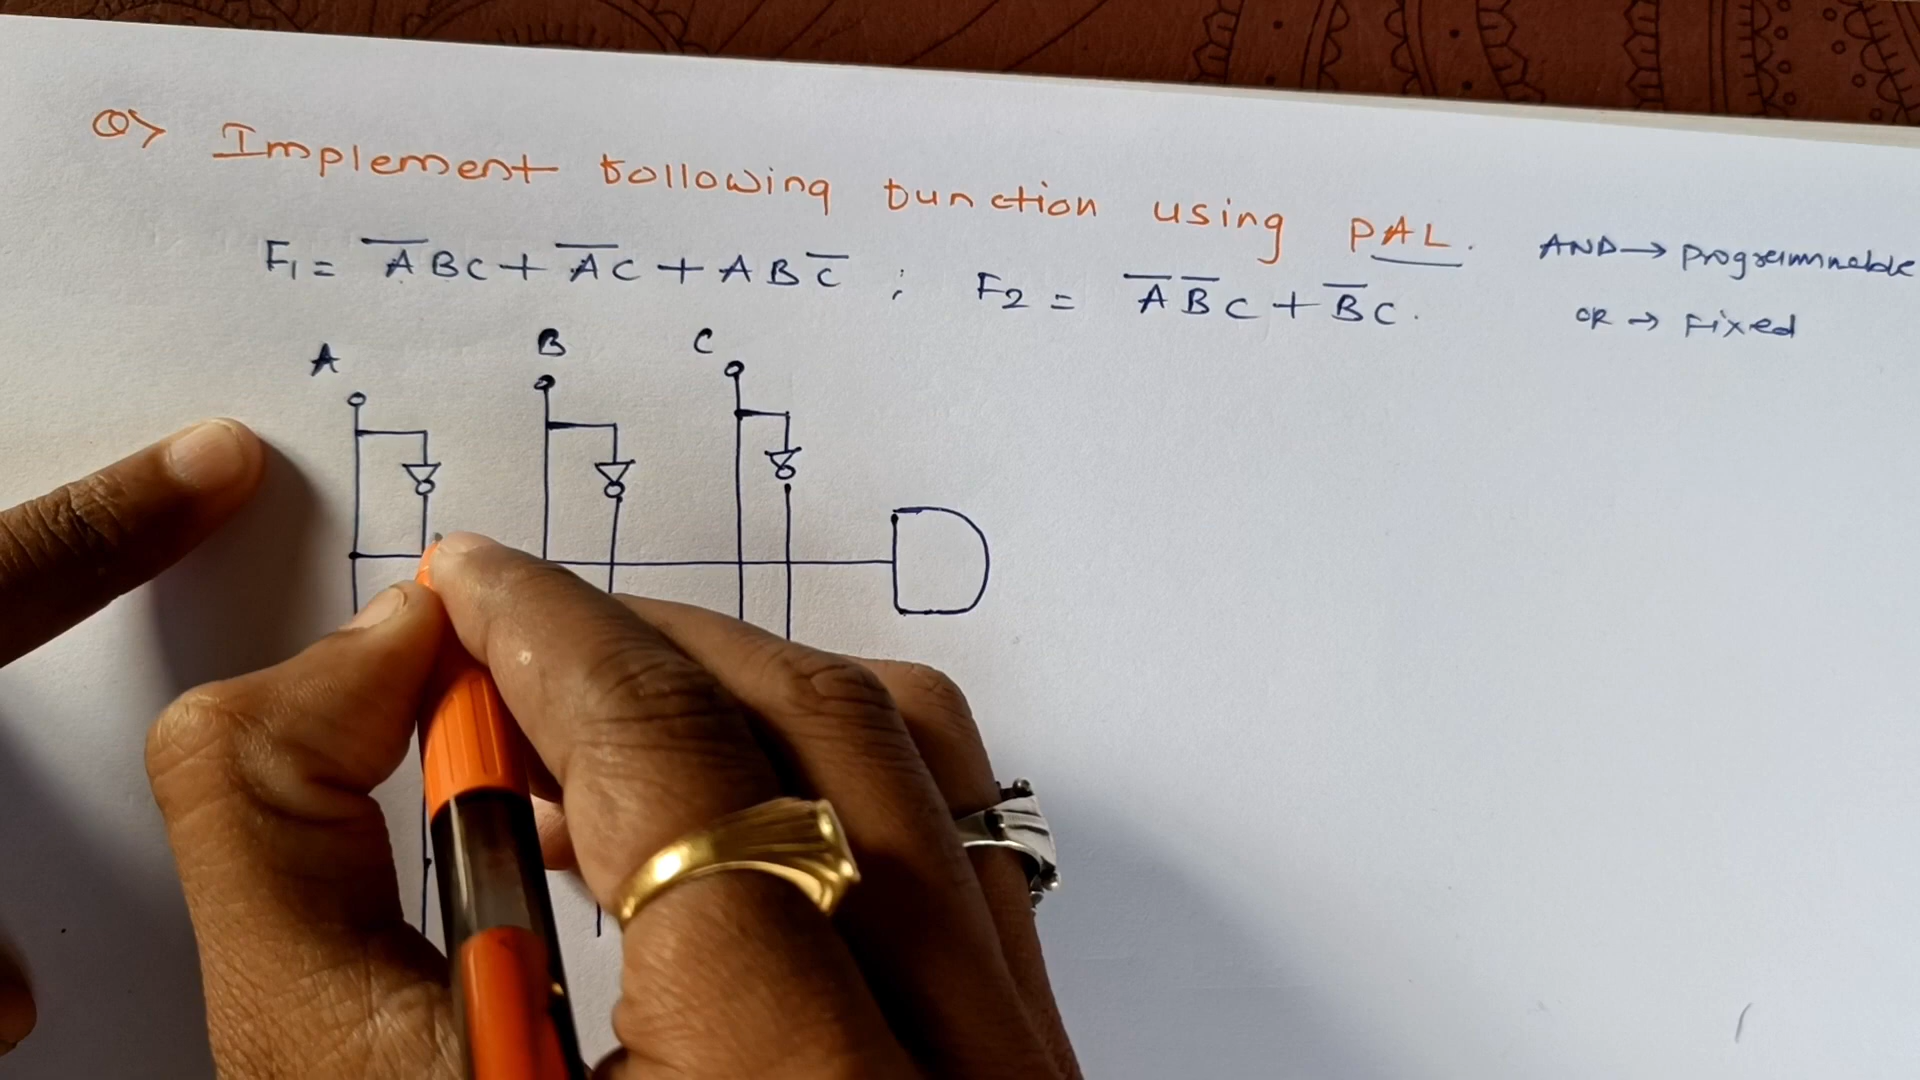 Q> Implement following function using PAL.
F₁ = A̅BC + A̅C + ABC̅ ; F₂ = A̅B̅C + B̅C.
AND → Programmable
OR → Fixed
A B C